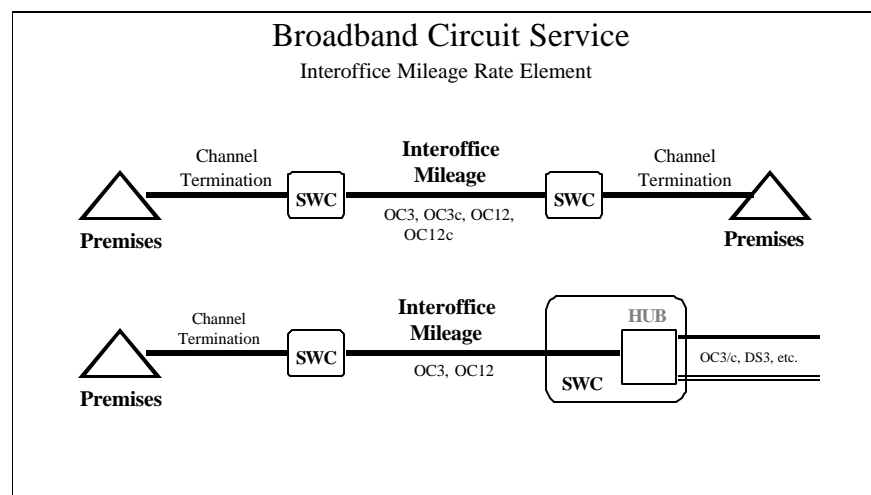 Broadband Circuit Service
Interoffice Mileage Rate Element
Channel
Termination
Interoffice
Mileage
Channel
Termination
SWC
SWC
OC3, OC3c, OC12,
OC12c
Premises
Premises
Channel
Termination
Interoffice
Mileage
HUB
SWC
OC3, OC12
SWC
OC3/c, DS3, etc.
Premises